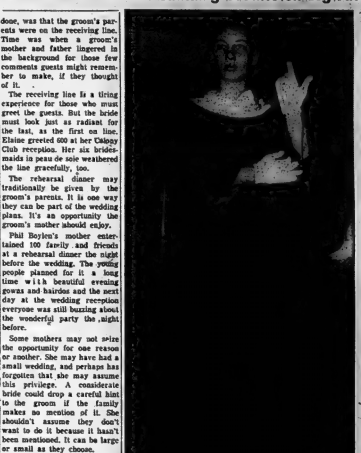 done, was that the groom's par-
ents were on the receiving line.
Time was when a groom's
mother and father lingered in
the background for those few
comments guests might remem-
ber to make, if they thought
of it.
The receiving line is a tiring
experience for those who must
greet the guests. But the bride
must look just as radiant for
the last, as the first on line.
Elaine greeted 600 at her Colony
Club reception. Her six brides-
maids in peau de soie weathered
the line gracefully, too.
The rehearsal dinner may
traditionally be given by the
groom's parents. It is one way
they can be part of the wedding
plans. It's an opportunity the
groom's mother should enjoy.
Phil Boylen's mother enter-
tained 100 family and friends
at a rehearsal dinner the night
before the wedding. The young
people planned for it a long
time with beautiful evening
gowns and hairdos and the next
day at the wedding reception
everyone was still buzzing about
the wonderful party the night
before.
Some mothers may not seize
the opportunity for one reason
or another. She may have had a
small wedding, and perhaps has
forgotten that she may assume
this privilege. A considerate
bride could drop a careful hint
to the groom if the family
makes no mention of it. She
shouldn't assume they don't
want to do it because it hasn't
been mentioned. It can be large
or small as they choose.